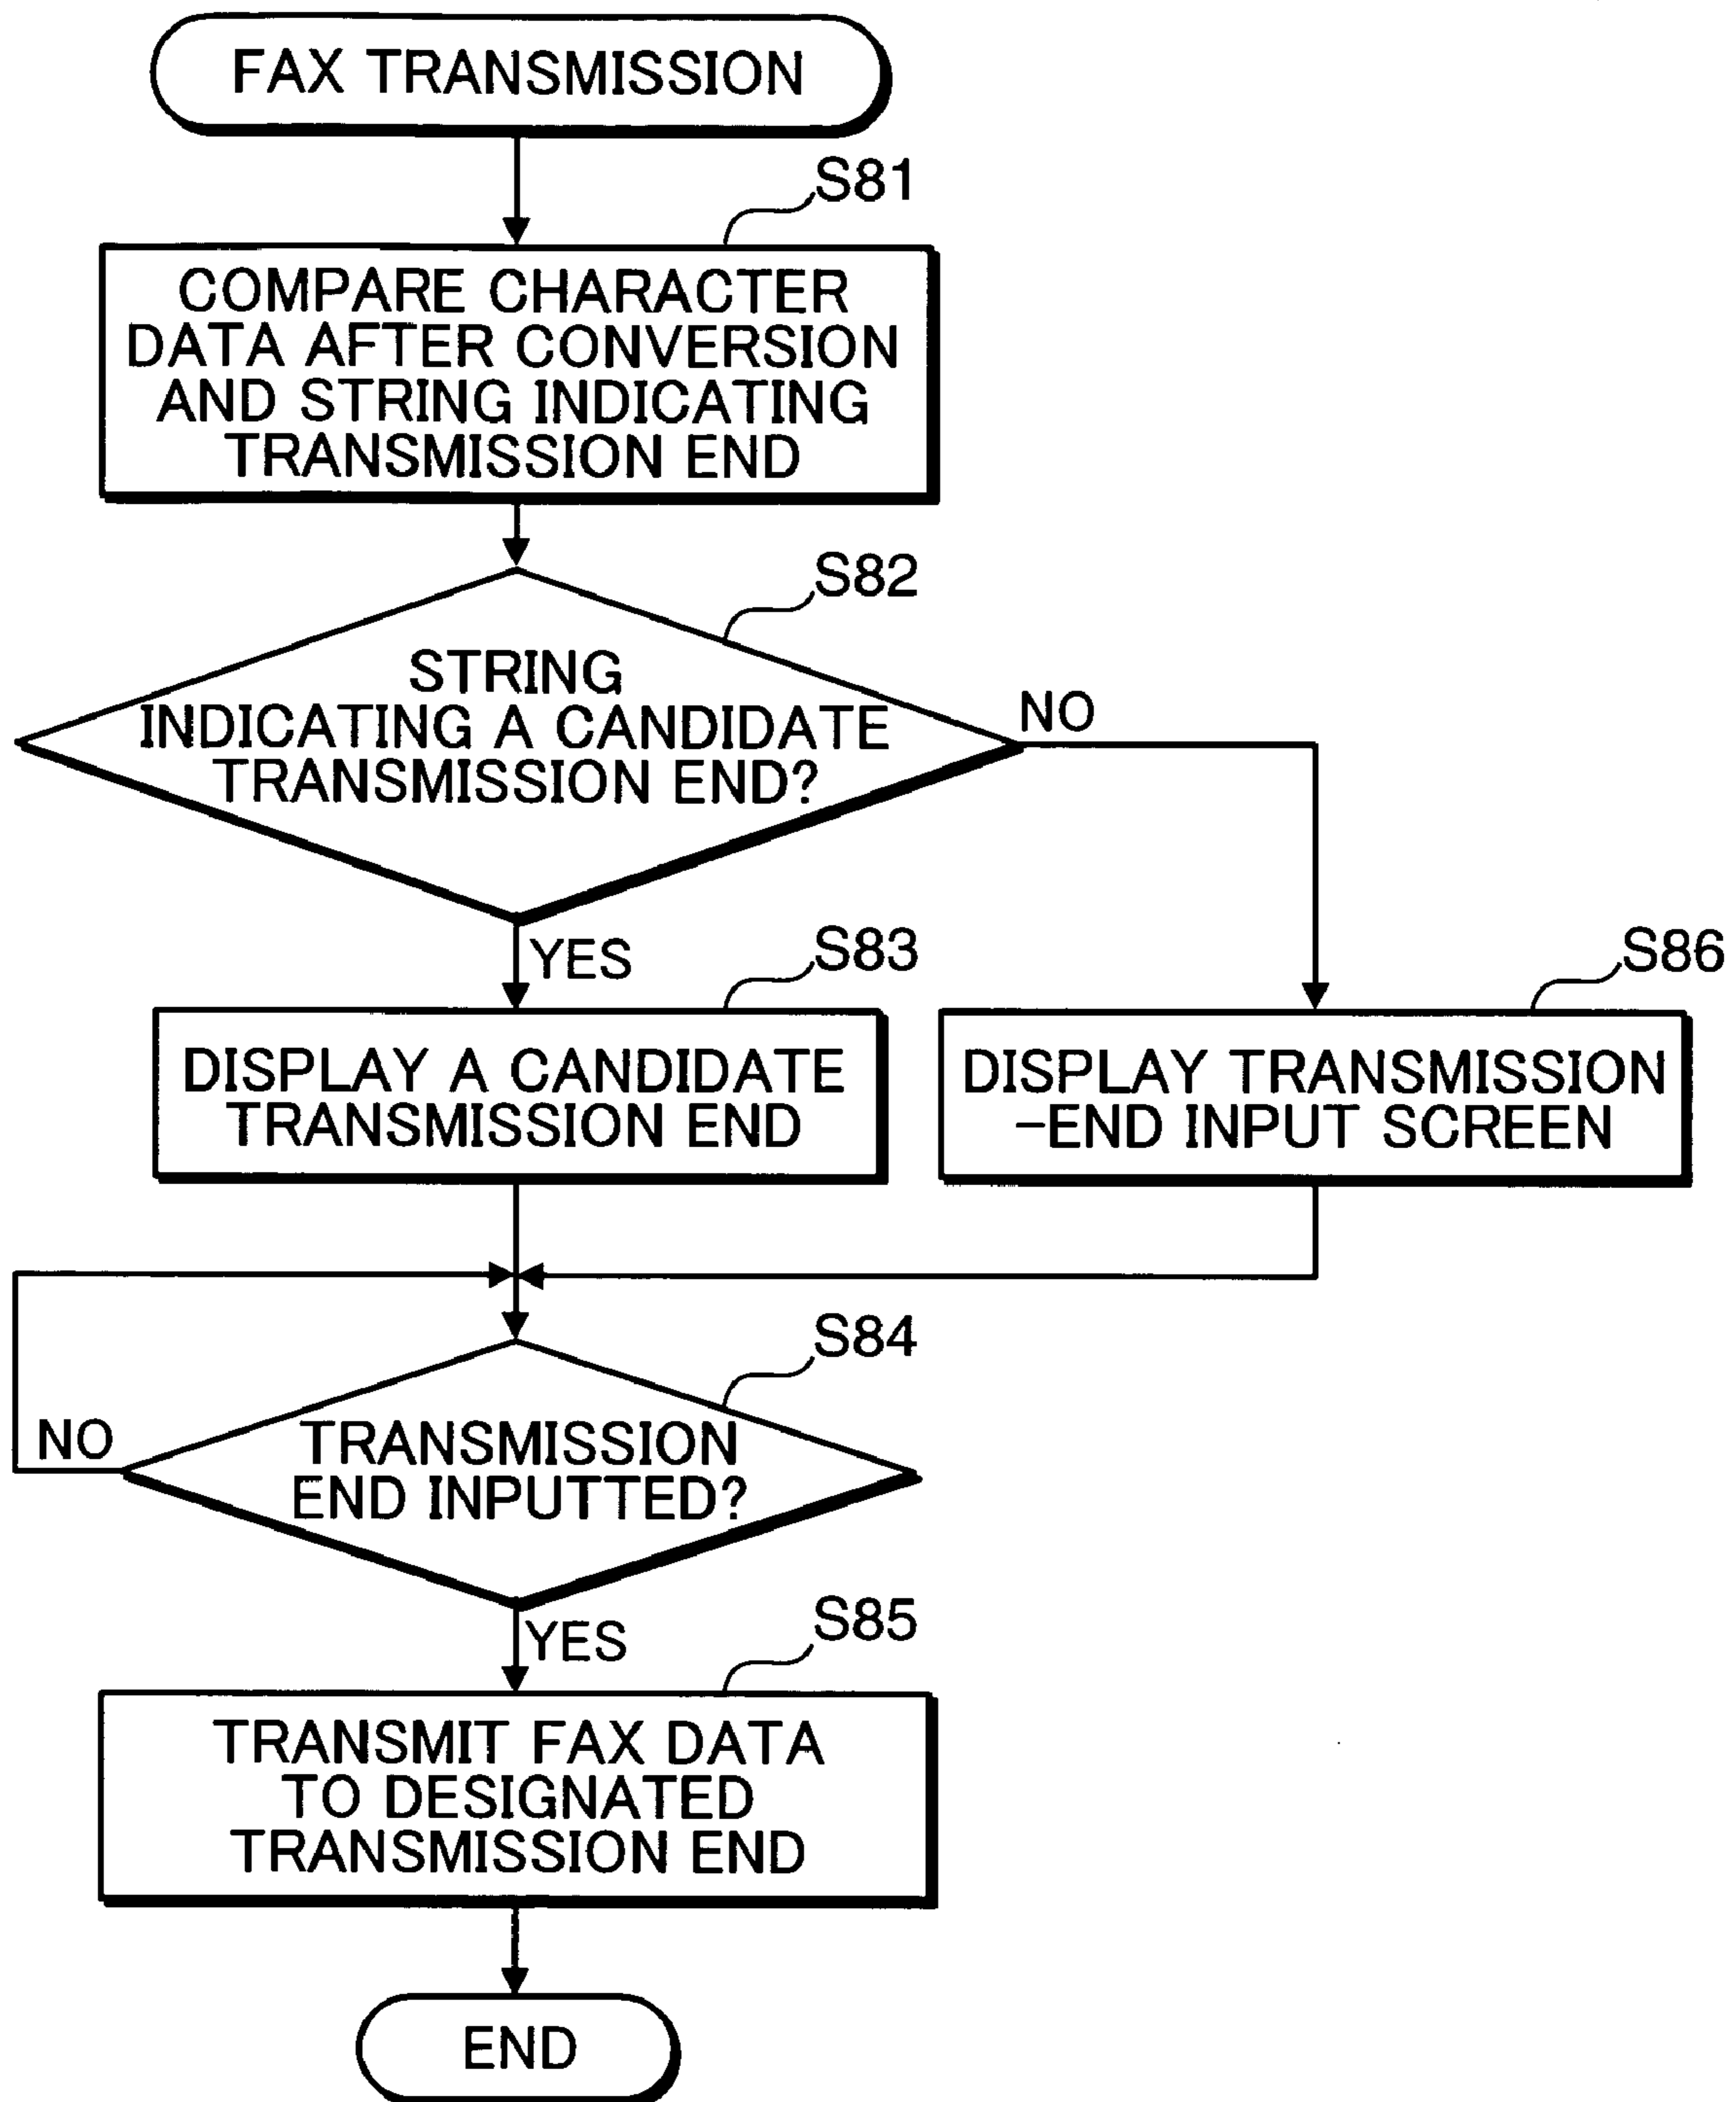 FAX TRANSMISSION
S81
COMPARE CHARACTER
DATA AFTER CONVERSION
AND STRING INDICATING
TRANSMISSION END
S82
STRING
INDICATING A CANDIDATE
TRANSMISSION END?
NO
YES
S83
DISPLAY A CANDIDATE
TRANSMISSION END
S86
DISPLAY TRANSMISSION
-END INPUT SCREEN
S84
TRANSMISSION
END INPUTTED?
NO
YES
S85
TRANSMIT FAX DATA
TO DESIGNATED
TRANSMISSION END
END